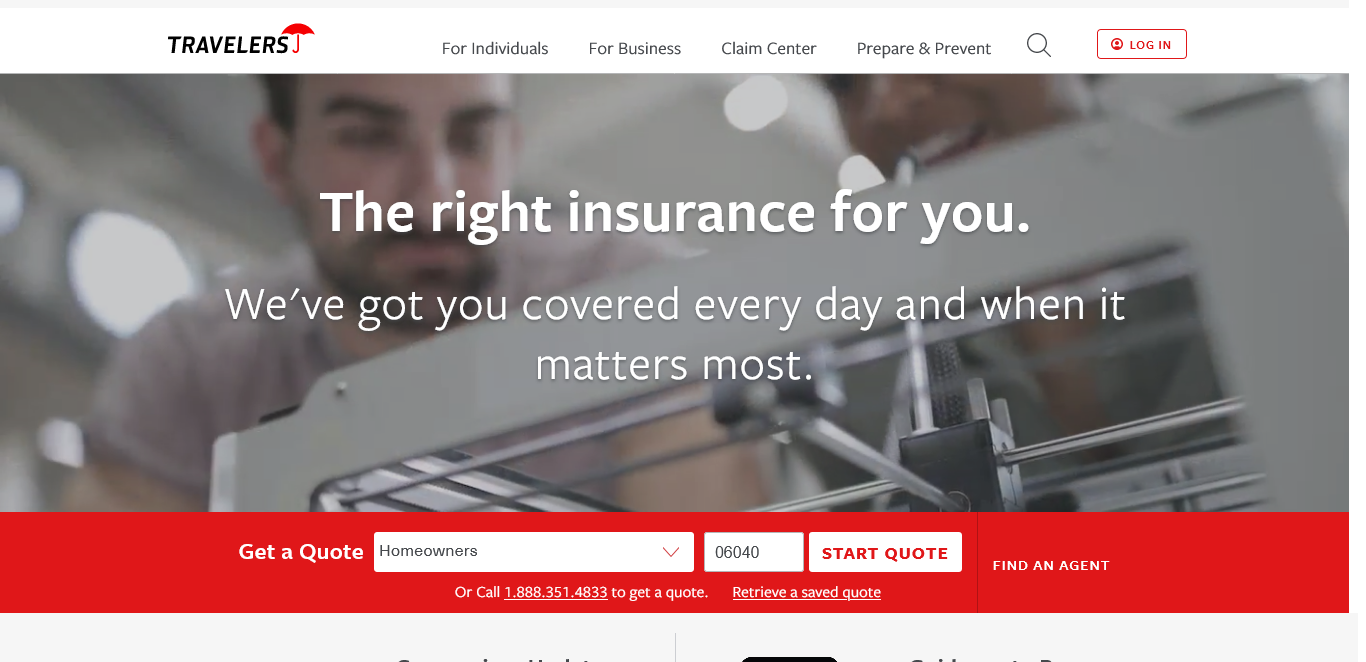 TRAVELERS
For Individuals For Business Claim Center Prepare & Prevent LOG IN
The right insurance for you.
We've got you covered every day and when it
matters most.
Get a Quote Homeowners 06040 START QUOTE
FIND AN AGENT
Or Call 1.888.351.4833 to get a quote. Retrieve a saved quote